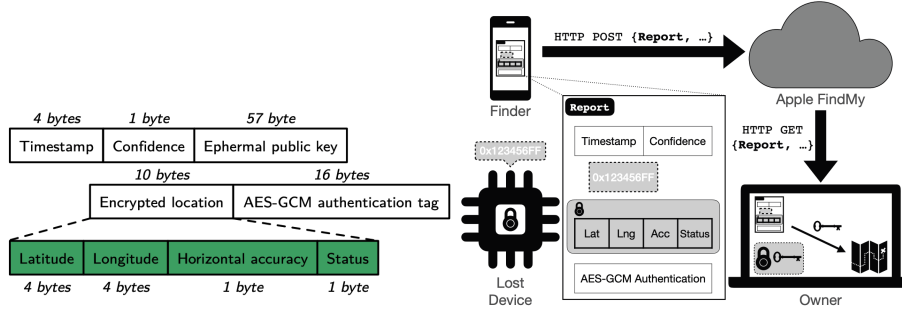 4 bytes 1 byte 57 byte
Timestamp Confidence Ephermal public key
10 bytes 16 bytes
Encrypted location AES-GCM authentication tag
Latitude Longitude Horizontal accuracy Status
4 bytes 4 bytes 1 byte 1 byte
HTTP POST {Report, …}
Finder
Apple FindMy
HTTP GET
{Report, …}
Report
Timestamp Confidence
0x123456FF
0x123456FF
Lat Lng Acc Status
AES-GCM Authentication
Lost
Device
Owner